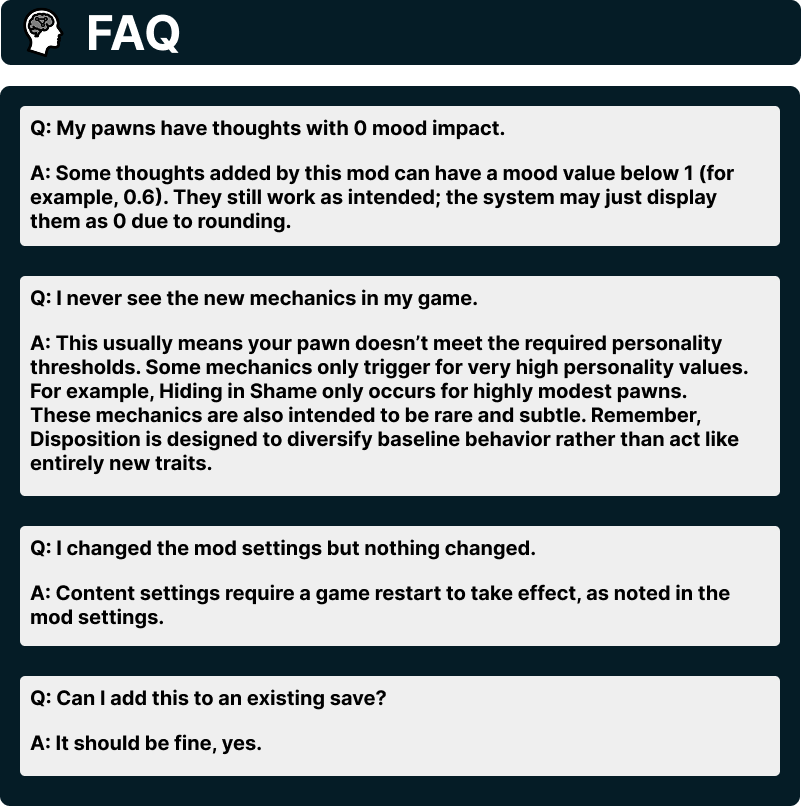 FAQ
Q: My pawns have thoughts with 0 mood impact.
A: Some thoughts added by this mod can have a mood value below 1 (for
example, 0.6). They still work as intended; the system may just display
them as 0 due to rounding.
Q: I never see the new mechanics in my game.
A: This usually means your pawn doesn’t meet the required personality
thresholds. Some mechanics only trigger for very high personality values.
For example, Hiding in Shame only occurs for highly modest pawns.
These mechanics are also intended to be rare and subtle. Remember,
Disposition is designed to diversify baseline behavior rather than act like
entirely new traits.
Q: I changed the mod settings but nothing changed.
A: Content settings require a game restart to take effect, as noted in the
mod settings.
Q: Can I add this to an existing save?
A: It should be fine, yes.